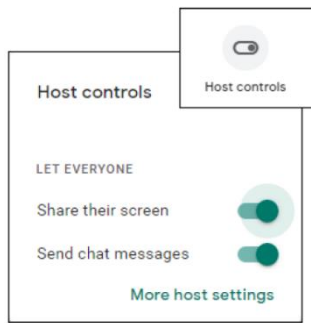 Host controls
Host controls
LET EVERYONE
Share their screen
Send chat messages
More host settings